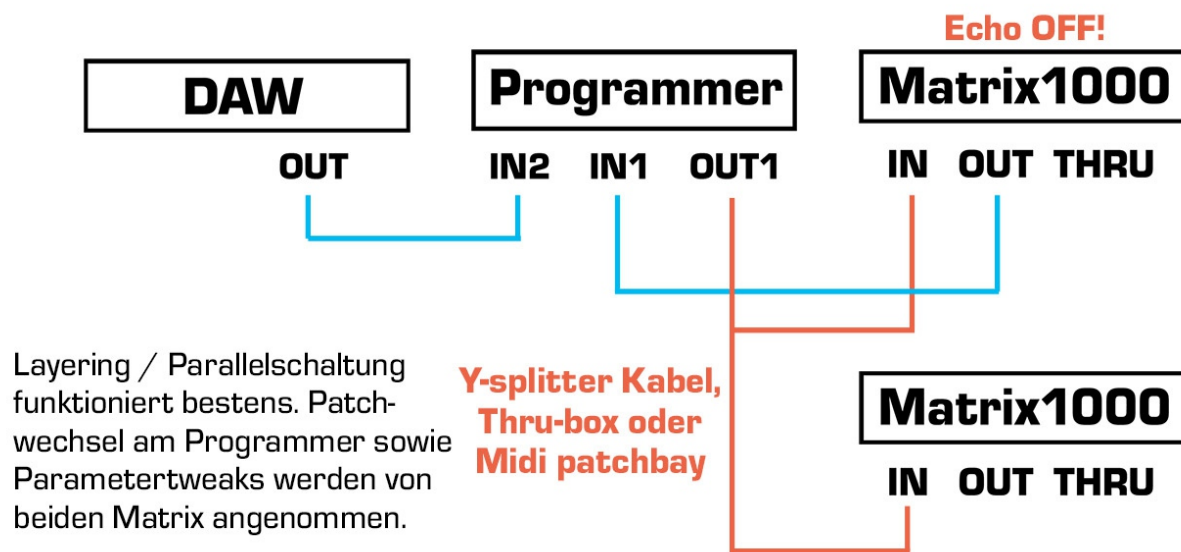 Echo OFF!
DAW
Programmer
Matrix1000
OUT
IN2 IN1 OUT1
IN OUT THRU
Layering / Parallelschaltung
funktioniert bestens. Patch-
wechsel am Programmer sowie
Parametertweaks werden von
beiden Matrix angenommen.
Y-splitter Kabel,
Thru-box oder
Midi patchbay
Matrix1000
IN OUT THRU